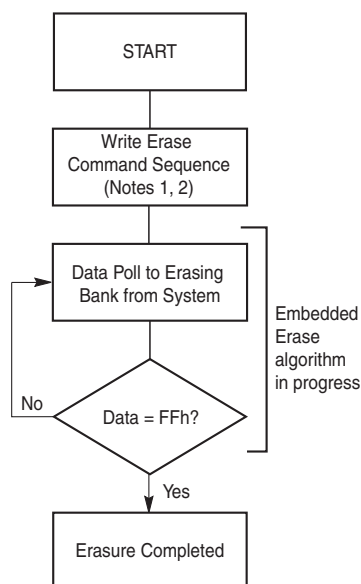 START
Write Erase
Command Sequence
(Notes 1, 2)
Data Poll to Erasing
Bank from System
Embedded
Erase
algorithm
in progress
No
Data = FFh?
Yes
Erasure Completed